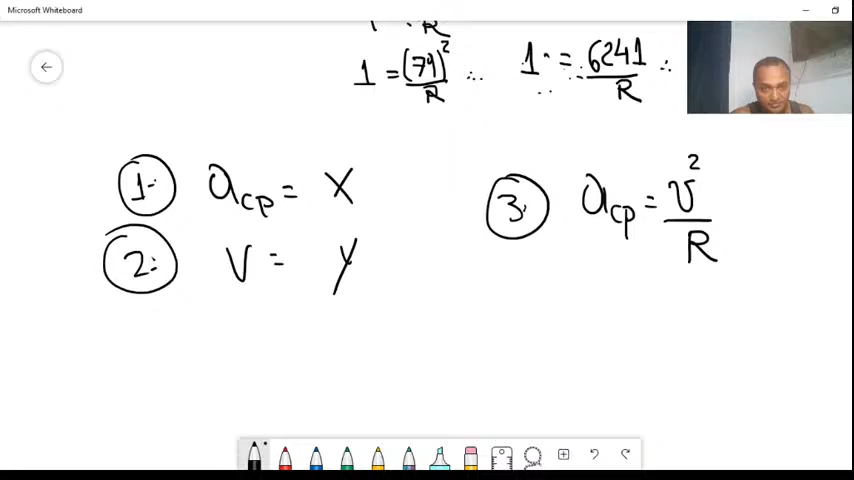 Microsoft Whiteboard
1 = (79)² / R ∴
1 = 6241 / R ∴
1. a_cp = x
2. v = y
3. a_cp = v² / R